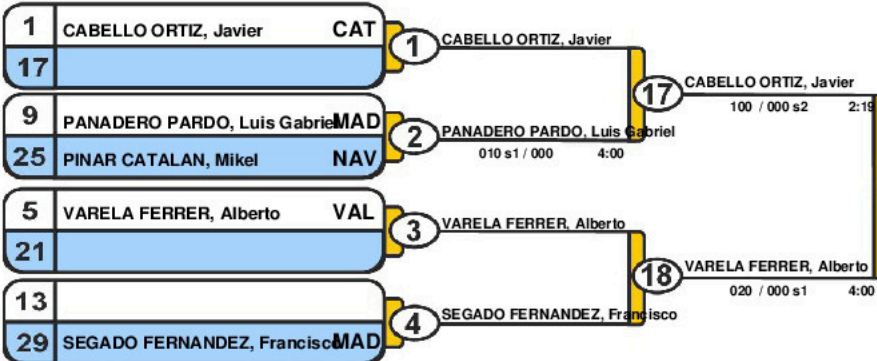 1 CABELLO ORTIZ, Javier CAT
17
1 CABELLO ORTIZ, Javier
9 PANADERO PARDO, Luis Gabriel MAD
25 PINAR CATALAN, Mikel NAV
2 PANADERO PARDO, Luis Gabriel
010 s1 / 000 4:00
17 CABELLO ORTIZ, Javier
100 / 000 s2 2:19
5 VARELA FERRER, Alberto VAL
21
3 VARELA FERRER, Alberto
13
29 SEGADO FERNANDEZ, Francisco MAD
4 SEGADO FERNANDEZ, Francisco
18 VARELA FERRER, Alberto
020 / 000 s1 4:00